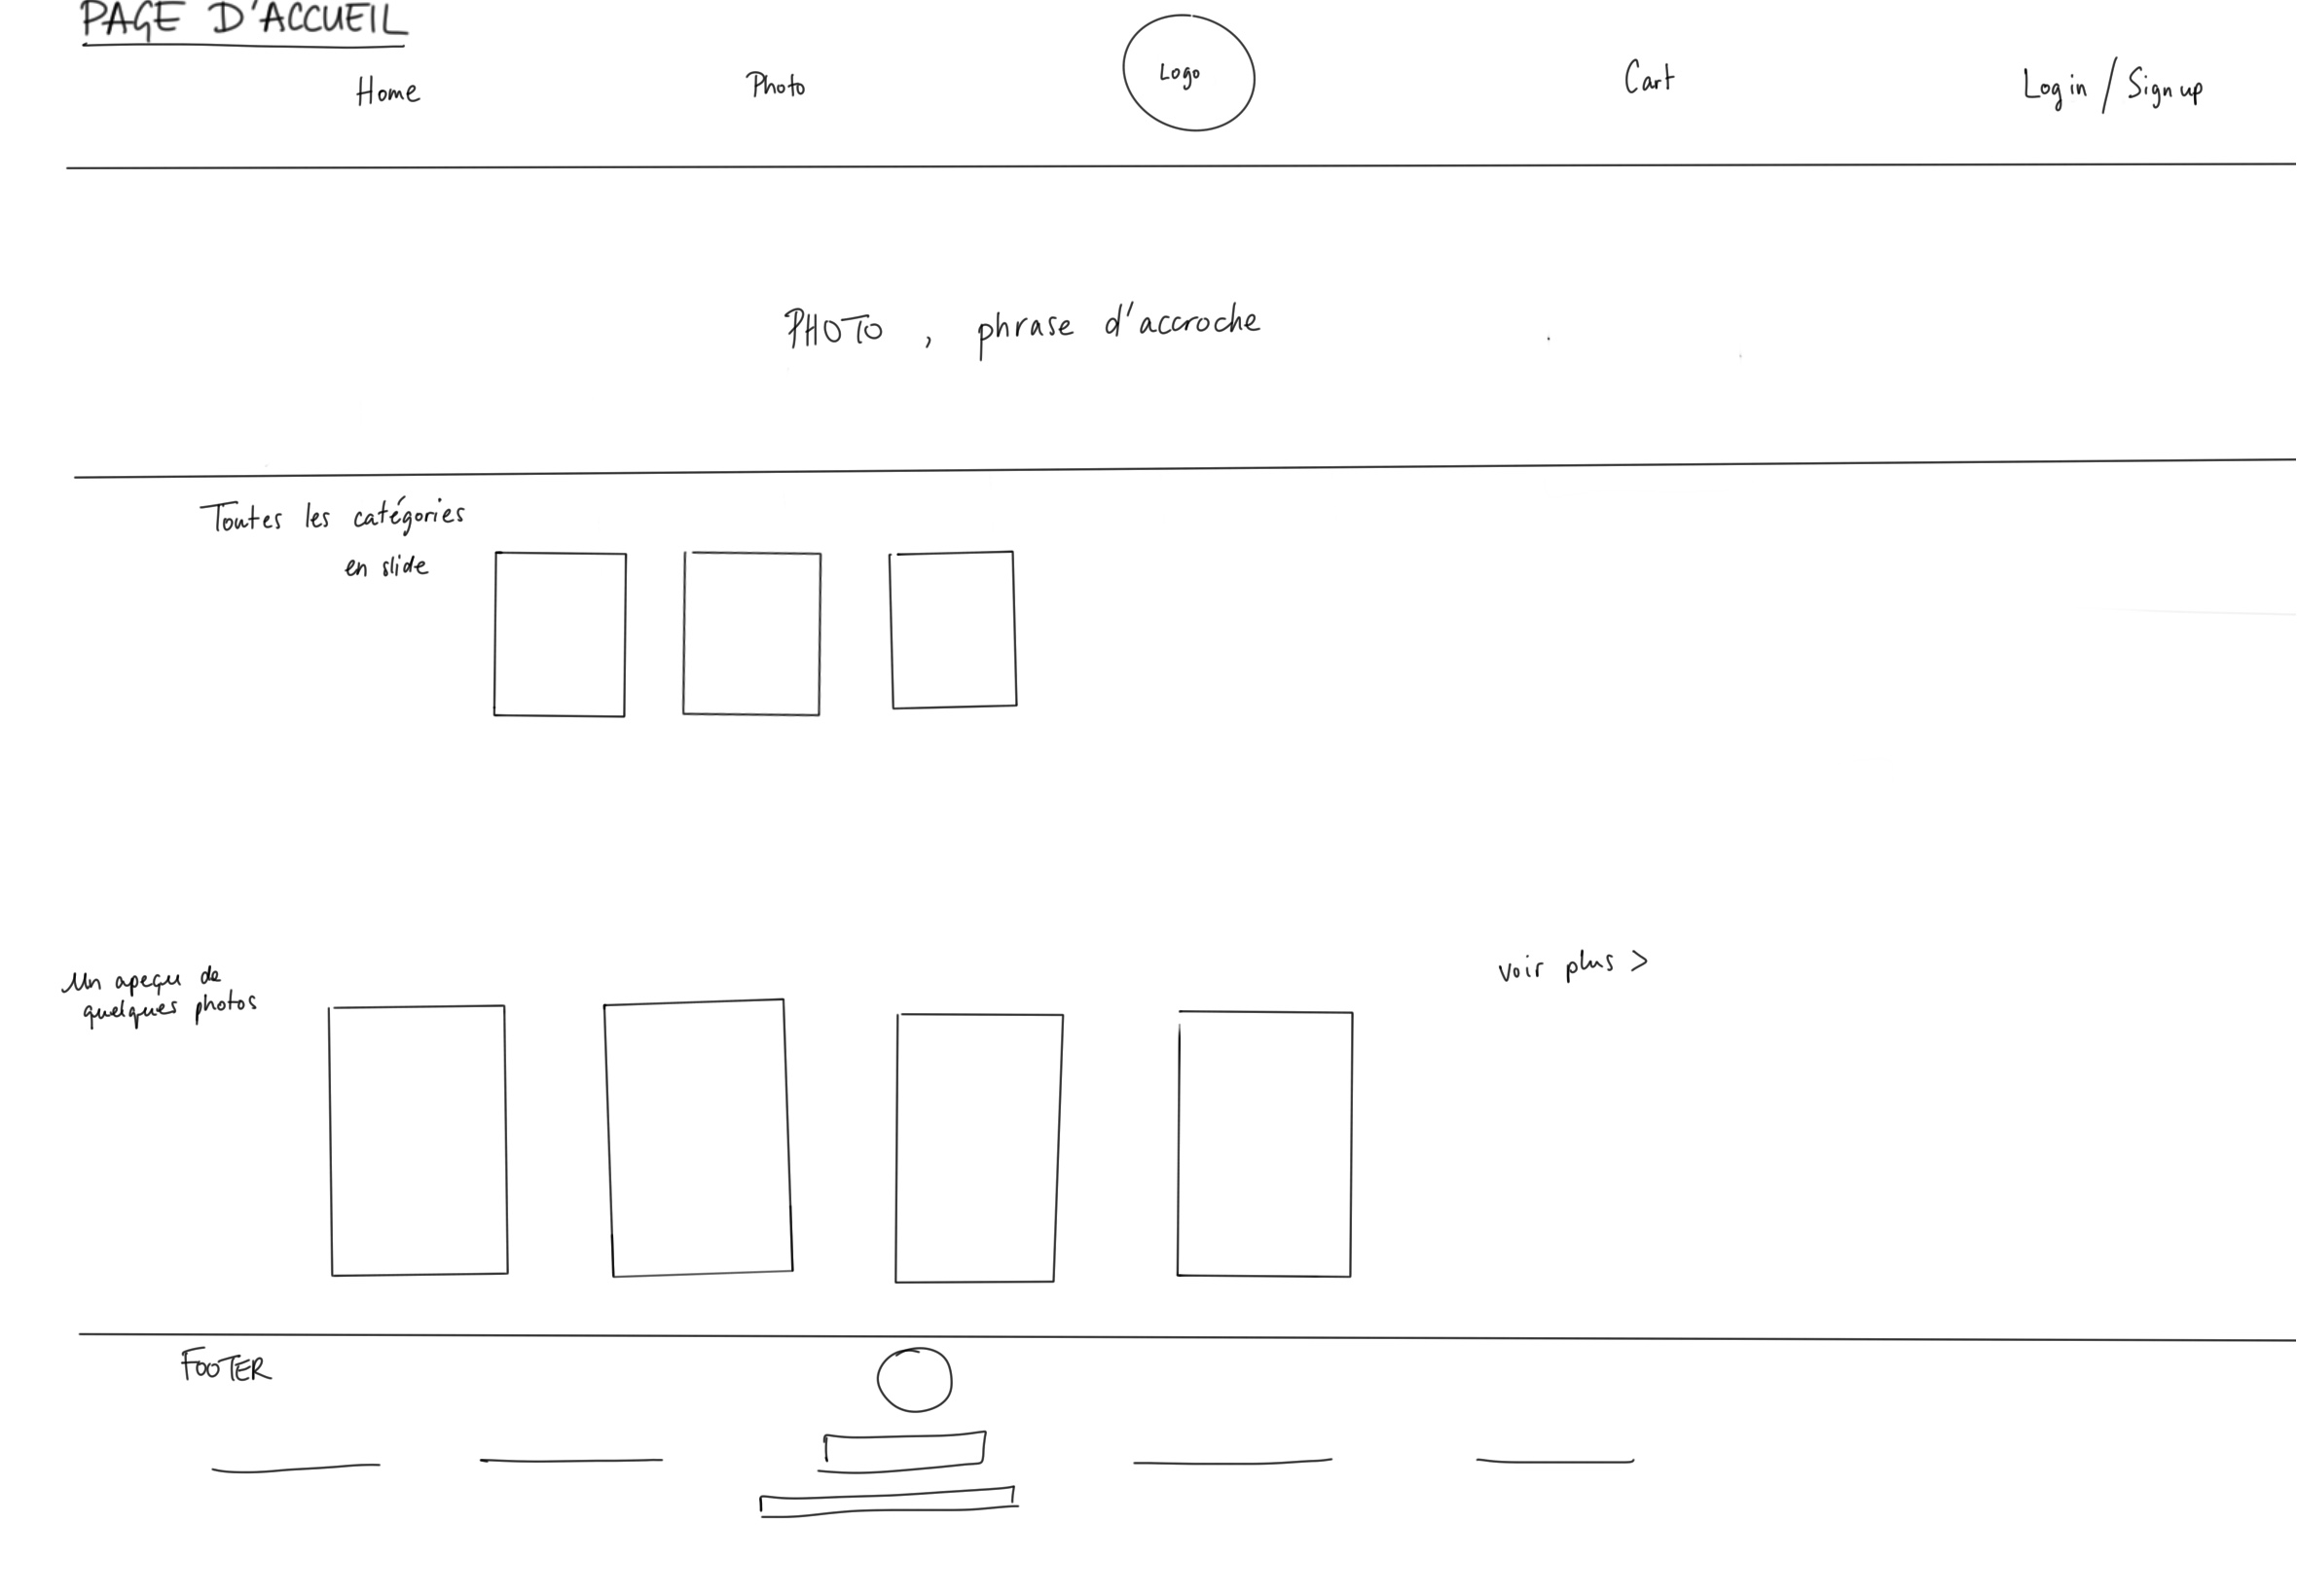 PAGE D'ACCUEIL
Home
Photo
Logo
Cart
Log in / Sign up
PHOTO , phrase d'accroche
Toutes les catégories
en slide
Un apeçu de
quelques photos
voir plus >
FOOTER